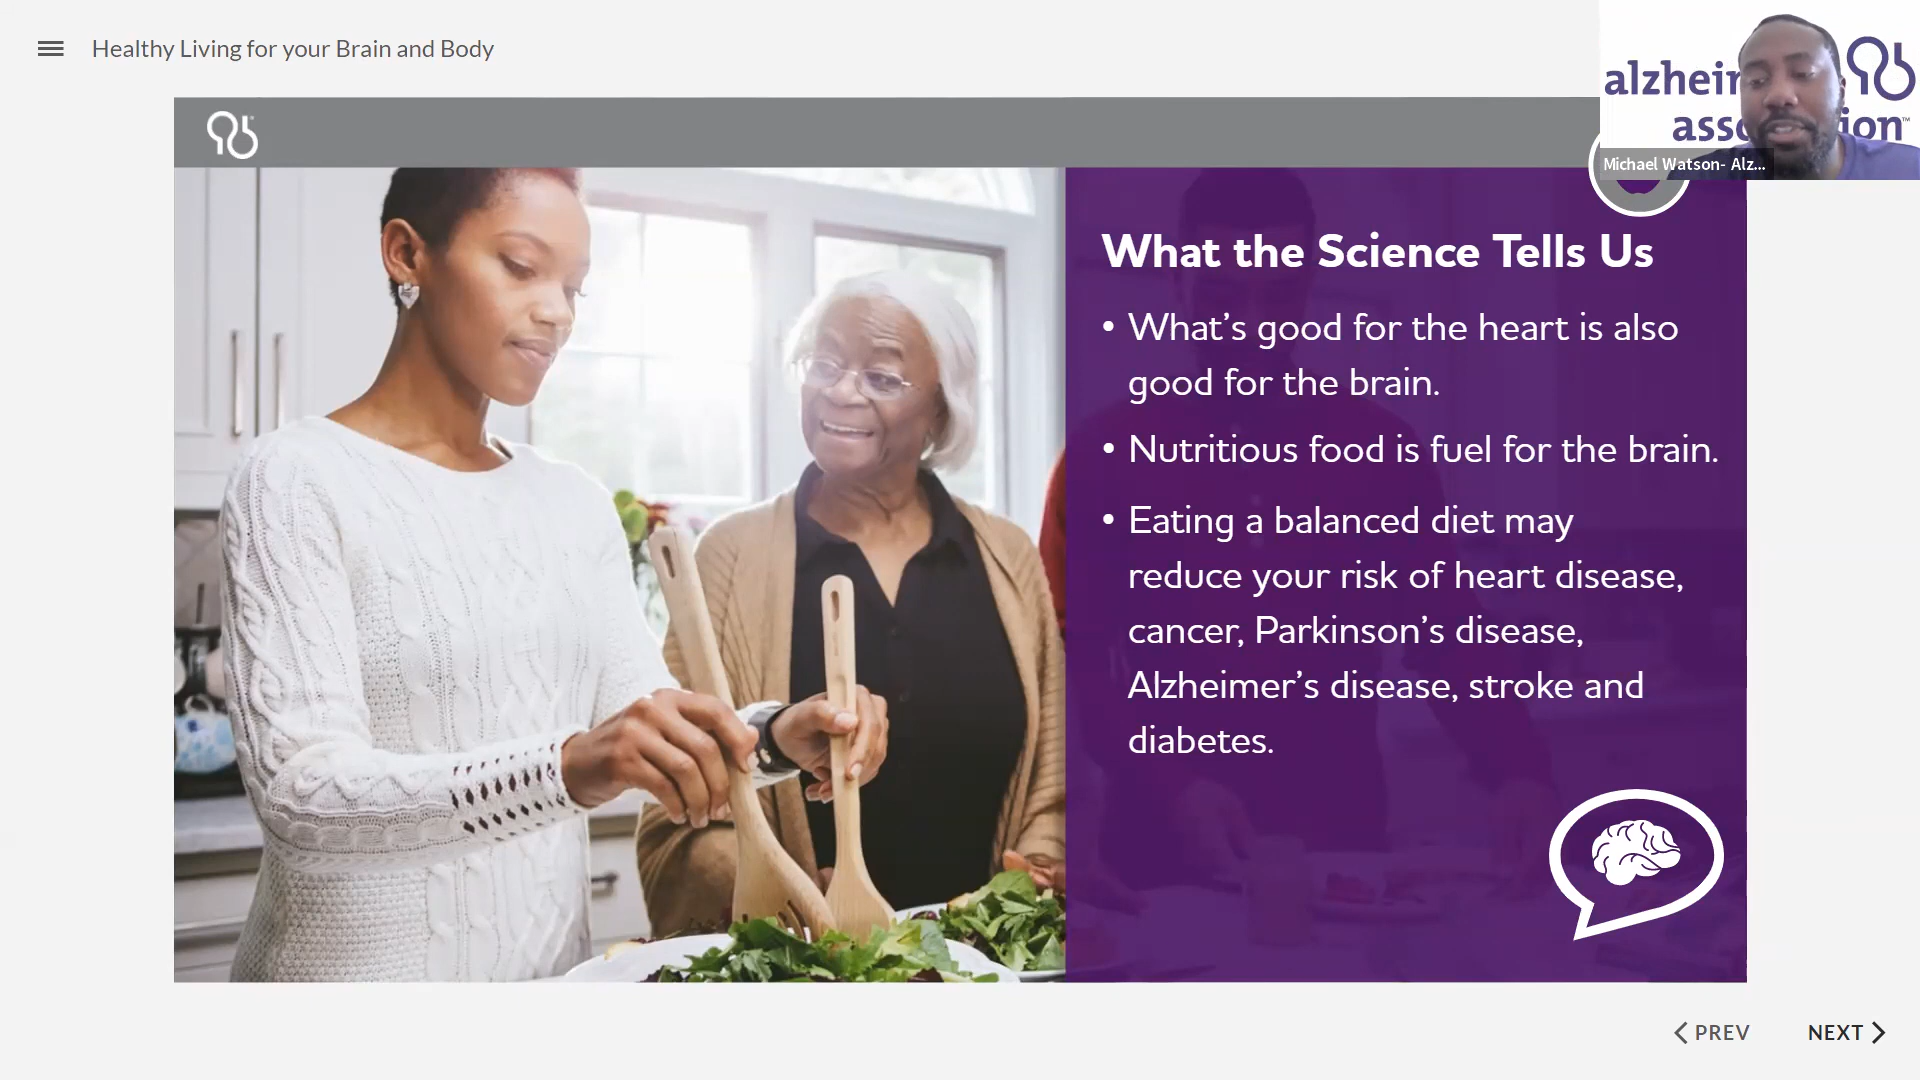 Healthy Living for your Brain and Body
Michael Watson- Alz...
What the Science Tells Us
• What's good for the heart is also
good for the brain.
• Nutritious food is fuel for the brain.
• Eating a balanced diet may
reduce your risk of heart disease,
cancer, Parkinson's disease,
Alzheimer's disease, stroke and
diabetes.
PREV
NEXT